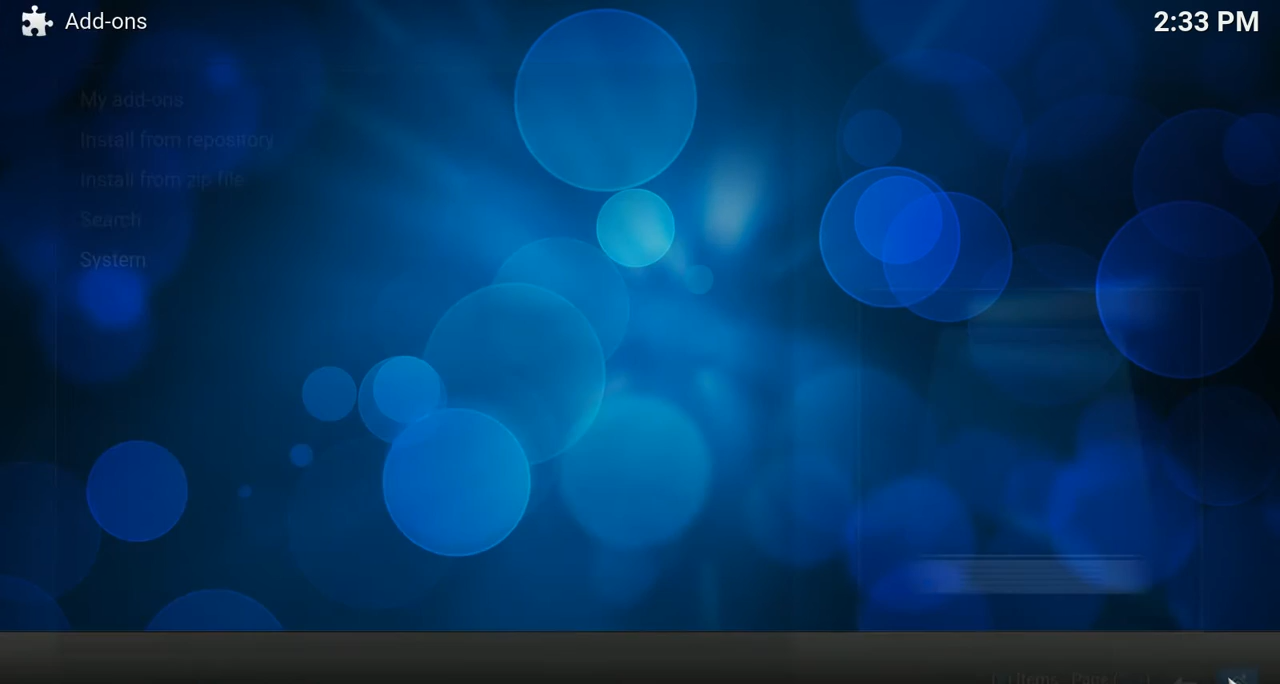 Add-ons
2:33 PM
My add-ons
Install from repository
Install from zip file
Search
System